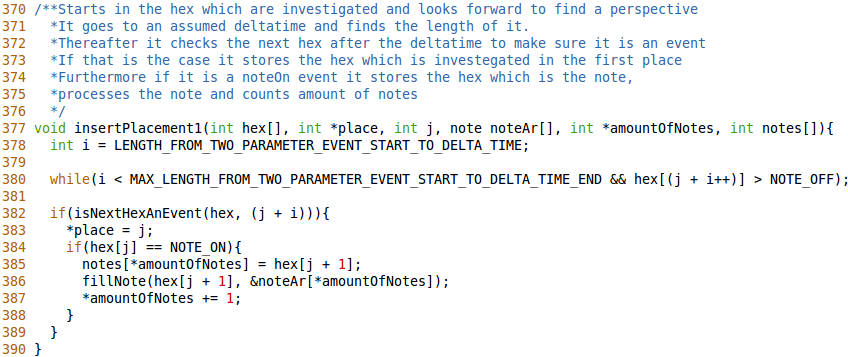 370 /**Starts in the hex which are investigated and looks forward to find a perspective
371   *It goes to an assumed deltatime and finds the length of it.
372   *Thereafter it checks the next hex after the deltatime to make sure it is an event
373   *If that is the case it stores the hex which is investegated in the first place
374   *Furthermore if it is a noteOn event it stores the hex which is the note,
375   *processes the note and counts amount of notes
376   */
377 void insertPlacement1(int hex[], int *place, int j, note noteAr[], int *amountOfNotes, int notes[]){
378   int i = LENGTH_FROM_TWO_PARAMETER_EVENT_START_TO_DELTA_TIME;
379
380   while(i < MAX_LENGTH_FROM_TWO_PARAMETER_EVENT_START_TO_DELTA_TIME_END && hex[(j + i++)] > NOTE_OFF);
381
382   if(isNextHexAnEvent(hex, (j + i))){
383     *place = j;
384     if(hex[j] == NOTE_ON){
385       notes[*amountOfNotes] = hex[j + 1];
386       fillNote(hex[j + 1], &noteAr[*amountOfNotes]);
387       *amountOfNotes += 1;
388     }
389   }
390 }